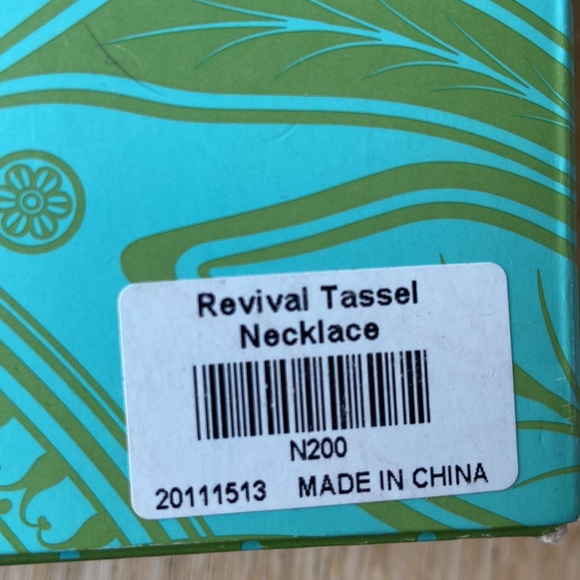 Revival Tassel
Necklace
N200
20111513 MADE IN CHINA